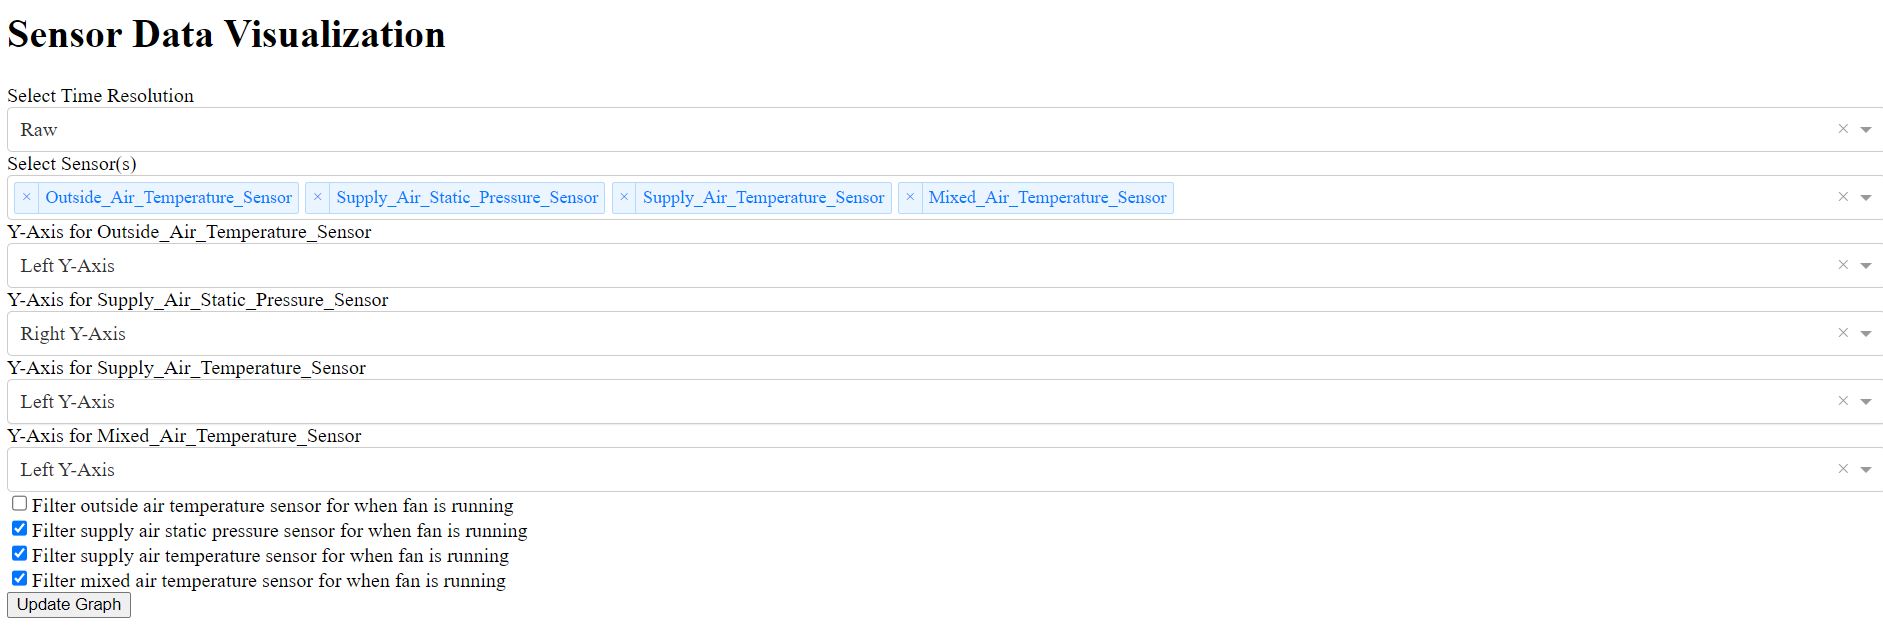 Sensor Data Visualization
Select Time Resolution
Raw
Select Sensor(s)
× Outside_Air_Temperature_Sensor × Supply_Air_Static_Pressure_Sensor × Supply_Air_Temperature_Sensor × Mixed_Air_Temperature_Sensor
Y-Axis for Outside_Air_Temperature_Sensor
Left Y-Axis
Y-Axis for Supply_Air_Static_Pressure_Sensor
Right Y-Axis
Y-Axis for Supply_Air_Temperature_Sensor
Left Y-Axis
Y-Axis for Mixed_Air_Temperature_Sensor
Left Y-Axis
Filter outside air temperature sensor for when fan is running
Filter supply air static pressure sensor for when fan is running
Filter supply air temperature sensor for when fan is running
Filter mixed air temperature sensor for when fan is running
Update Graph